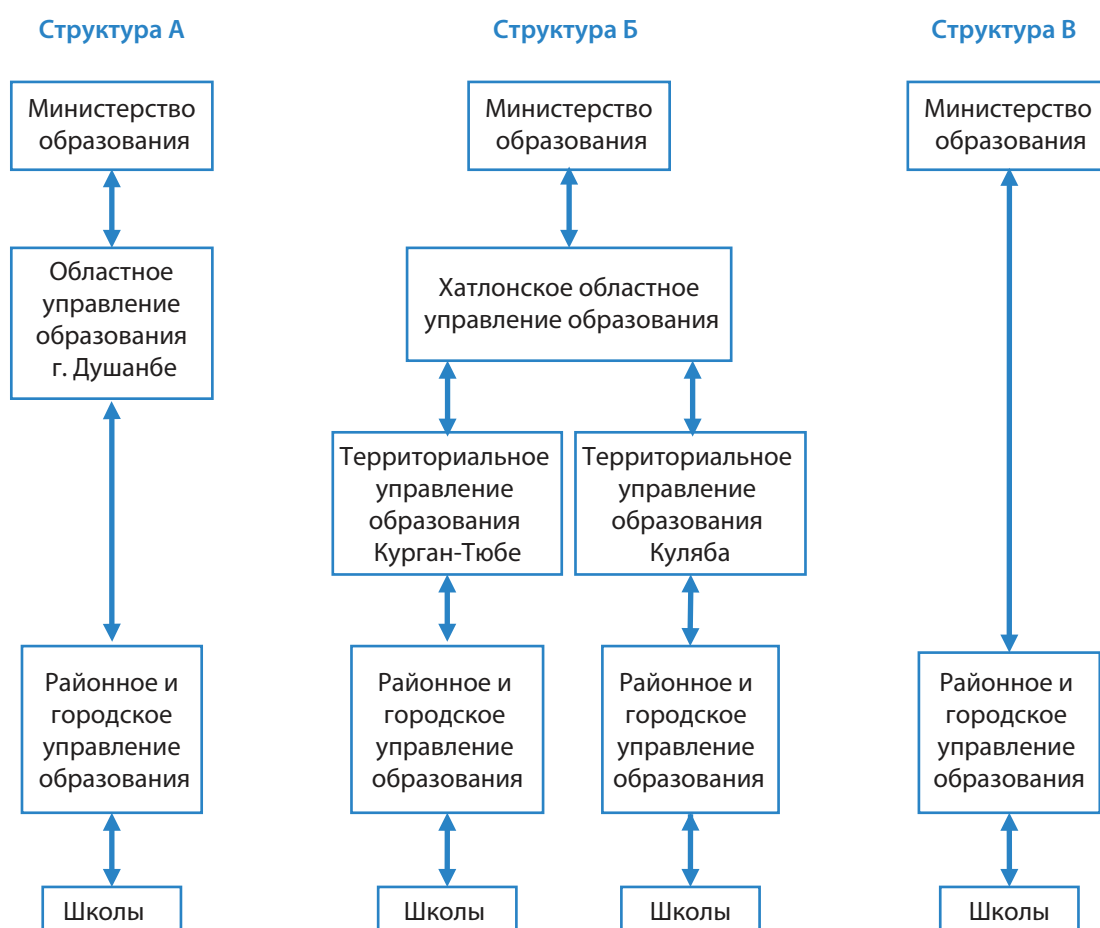 Структура А
Структура Б
Структура В
Министерство
образования
Министерство
образования
Министерство
образования
Областное
управление
образования
г. Душанбе
Хатлонское областное
управление образования
Территориальное
управление
образования
Курган-Тюбе
Территориальное
управление
образования
Куляба
Районное и
городское
управление
образования
Районное и
городское
управление
образования
Районное и
городское
управление
образования
Районное и
городское
управление
образования
Школы
Школы
Школы
Школы